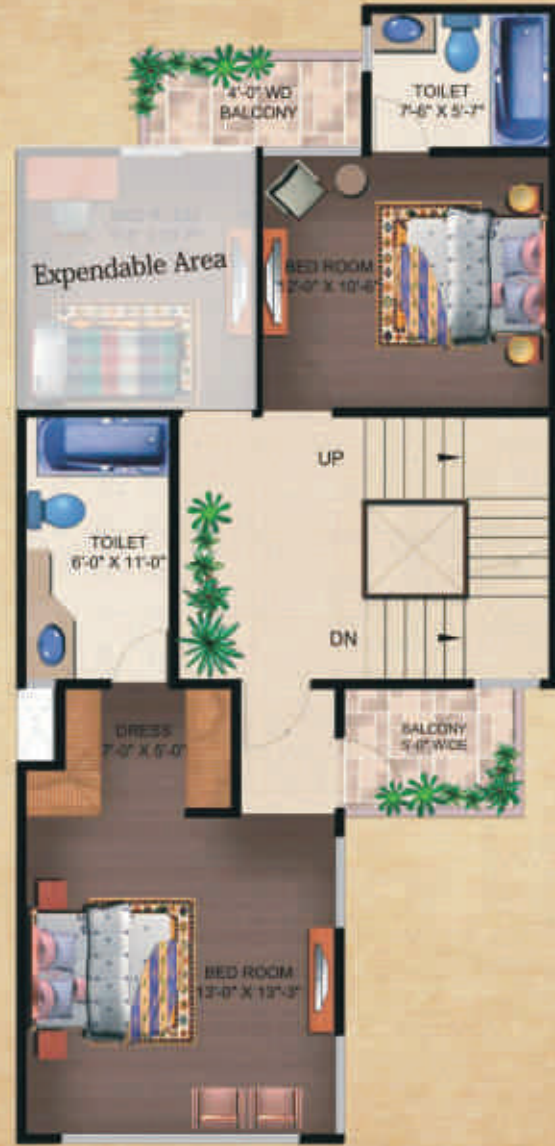 TOILET
7'-6" X 5'-7"
4'-0" WD
BALCONY
Expendable Area
BED ROOM
12'-0" X 10'-6"
UP
TOILET
6'-0" X 11'-0"
DN
DRESS
7'-0" X 5'-0"
BALCONY
5'-0" WIDE
BED ROOM
13'-0" X 13'-3"